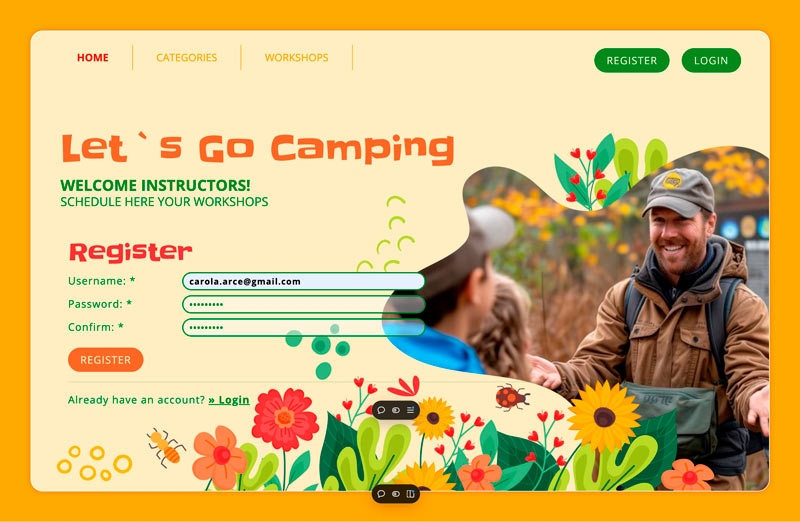 HOME
CATEGORIES
WORKSHOPS
REGISTER
LOGIN
Let`s Go Camping
WELCOME INSTRUCTORS!
SCHEDULE HERE YOUR WORKSHOPS
Register
Username: *
carola.arce@gmail.com
Password: *
•••••••••
Confirm: *
•••••••••
REGISTER
Already have an account? » Login